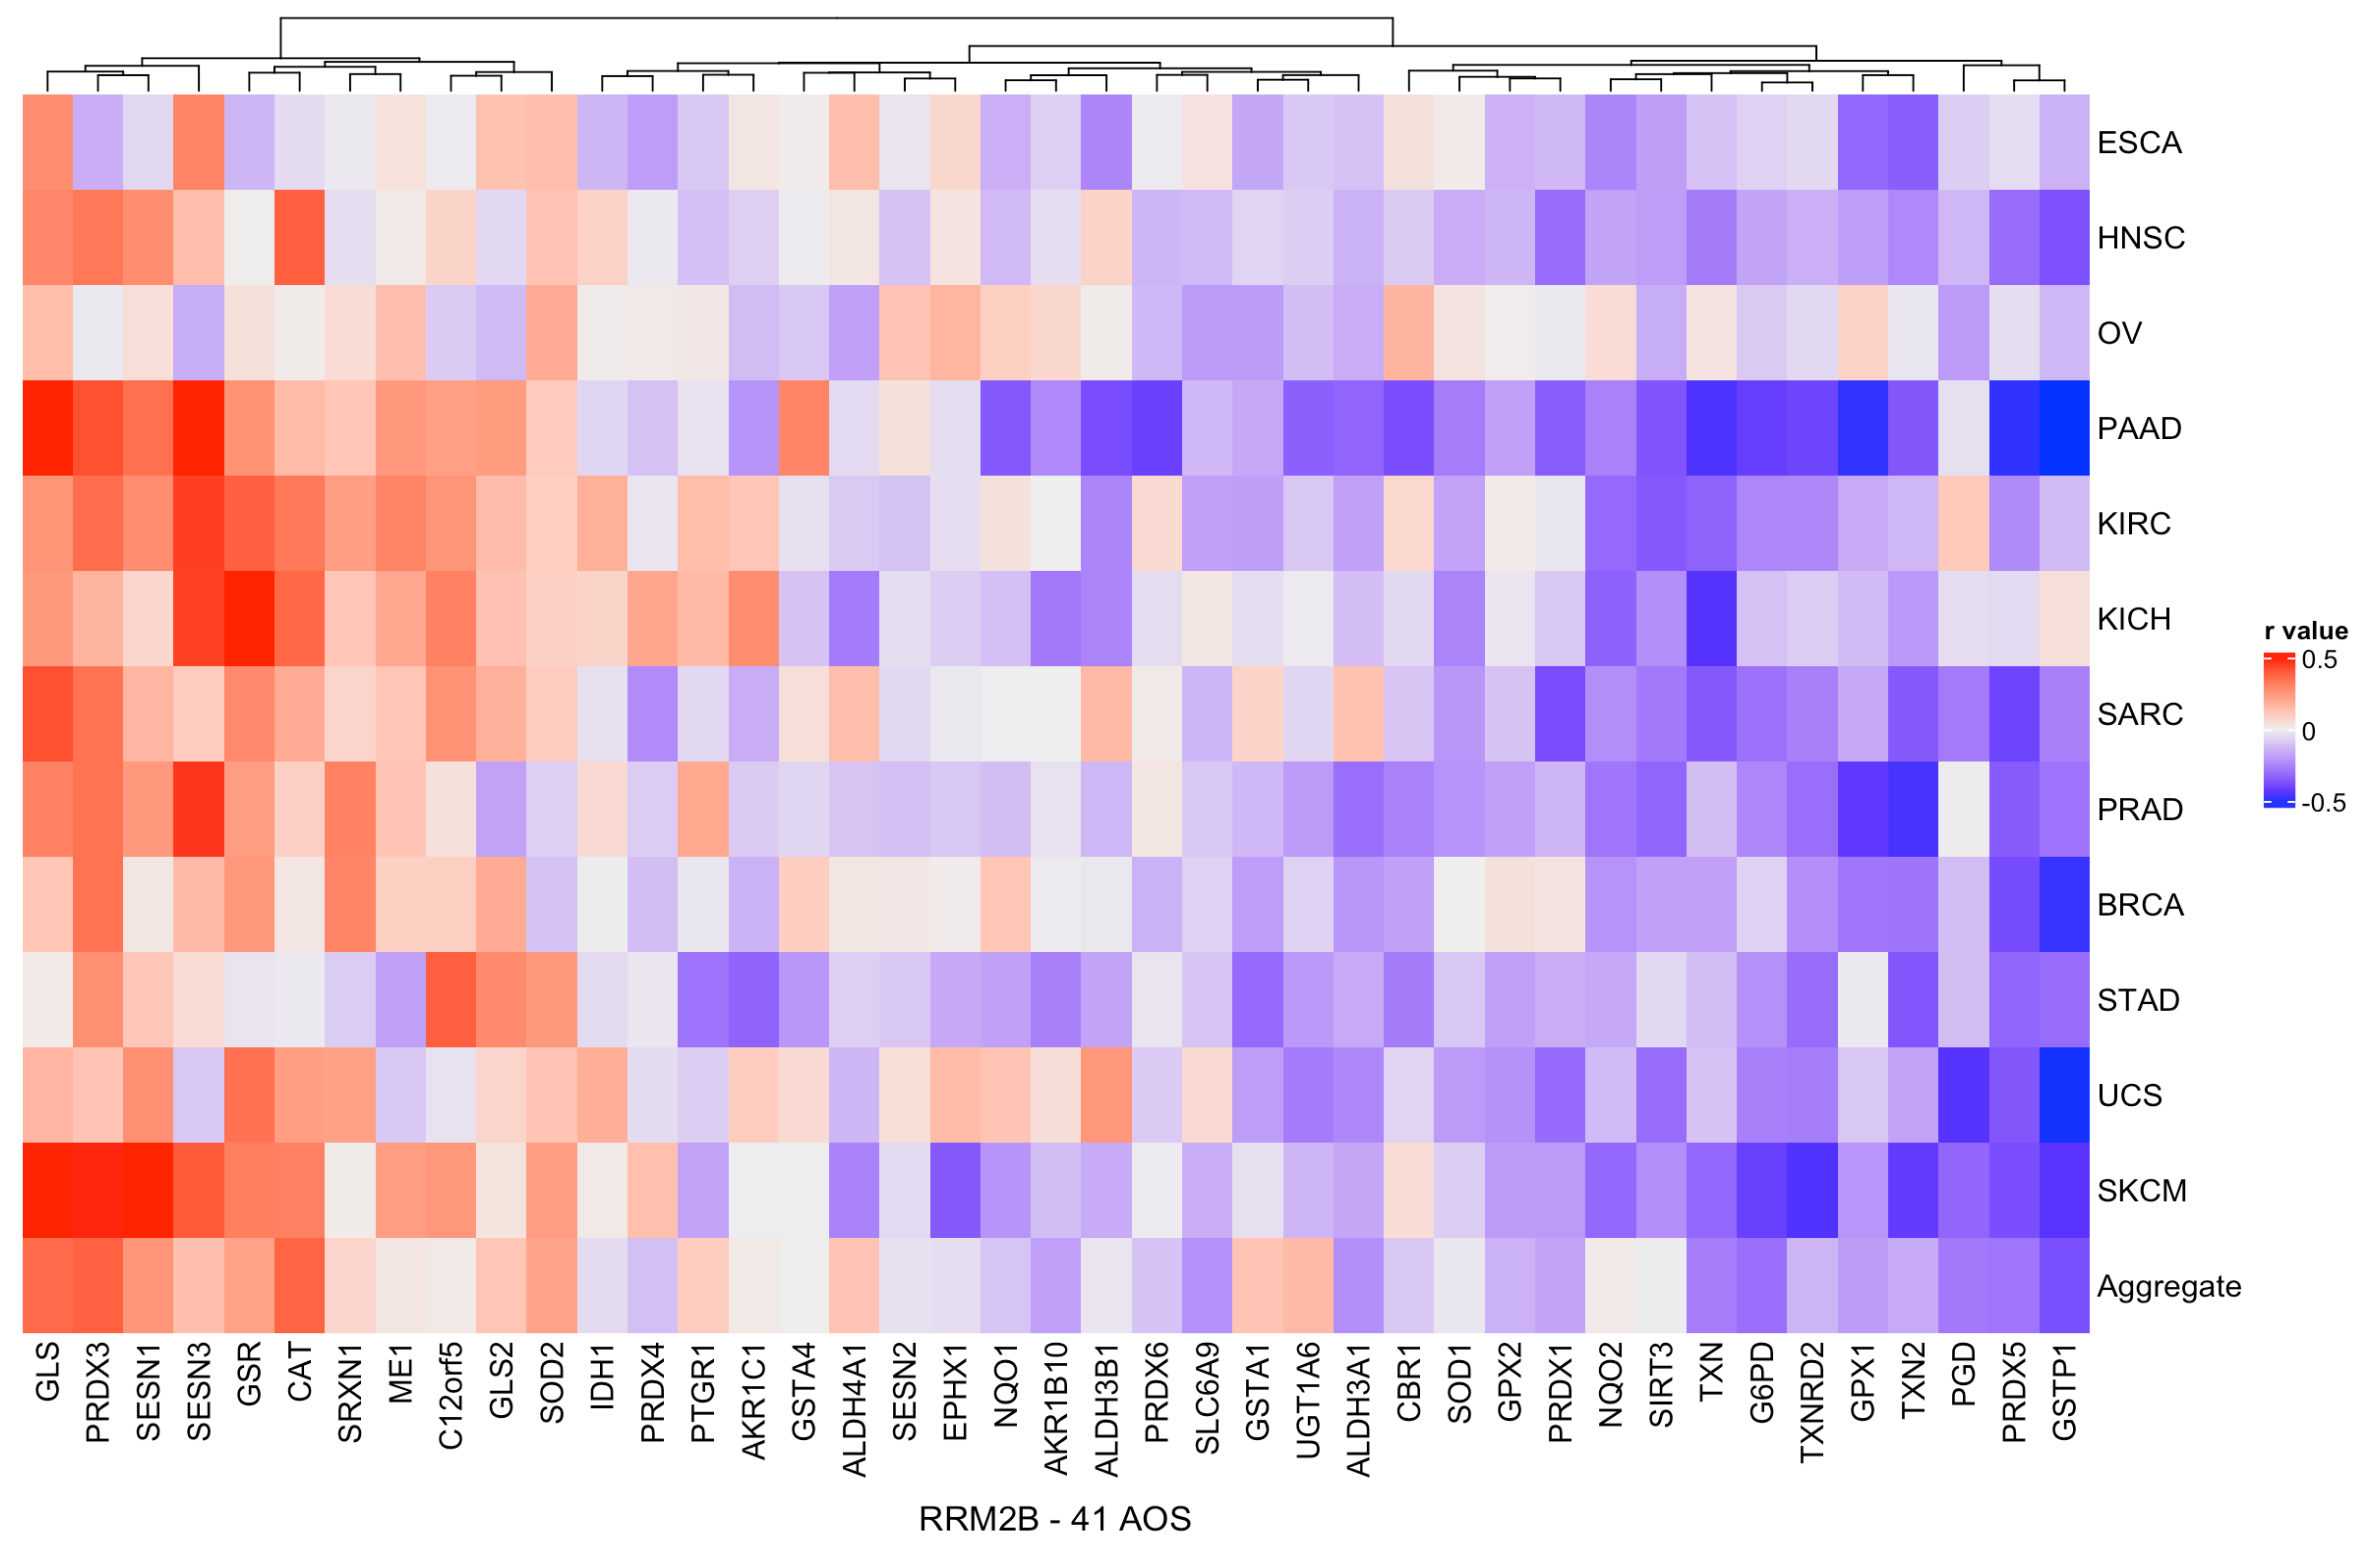 ESCA
HNSC
OV
PAAD
KIRC
KICH
SARC
PRAD
BRCA
STAD
UCS
SKCM
Aggregate
r value
0.5
0
-0.5
GLS
PRDX3
SESN1
SESN3
GSR
CAT
SRXN1
ME1
C12orf5
GLS2
SOD2
IDH1
PRDX4
PTGR1
AKR1C1
GSTA4
ALDH4A1
SESN2
EPHX1
NQO1
AKR1B10
ALDH3B1
PRDX6
SLC6A9
GSTA1
UGT1A6
ALDH3A1
CBR1
SOD1
GPX2
PRDX1
NQO2
SIRT3
TXN
G6PD
TXNRD2
GPX1
TXN2
PGD
PRDX5
GSTP1
RRM2B - 41 AOS